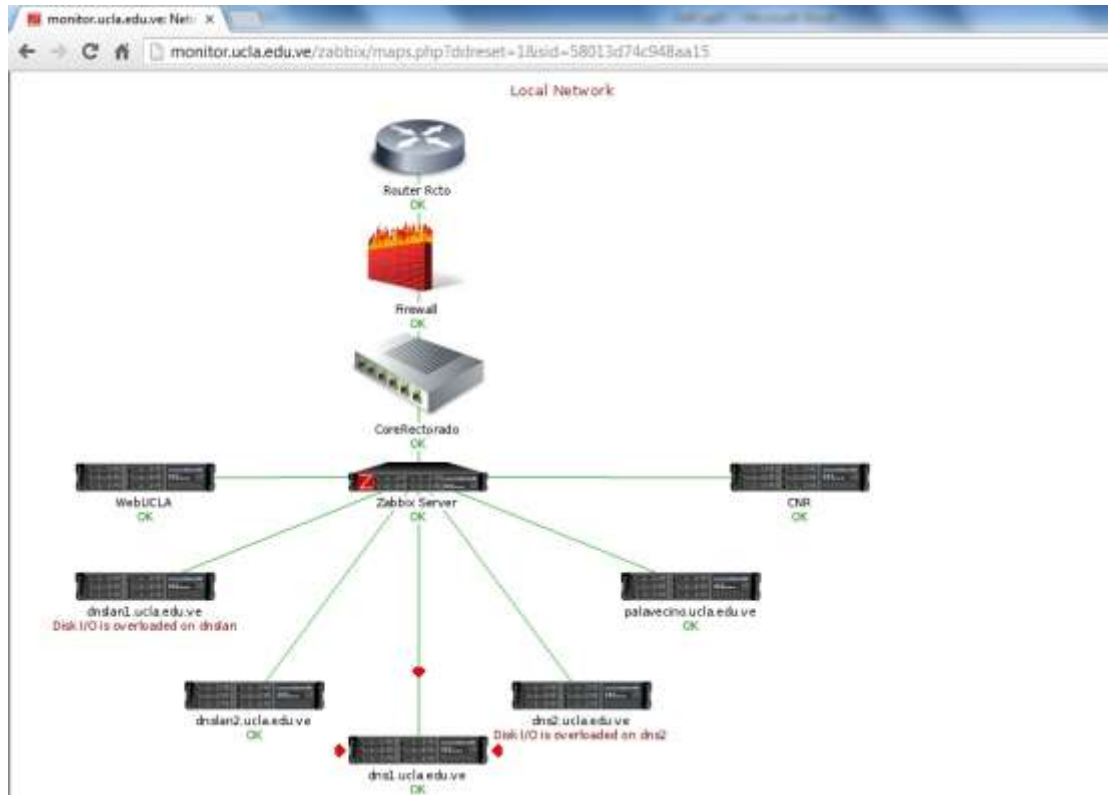 monitor.ucla.edu.ve: Net
monitor.ucla.edu.ve/zabbix/maps.php?ddreset=1&sid=58013d74c948aa15
Local Network
Router Rcto
OK
Firewall
OK
CoreRectorado
OK
WebUCLA
OK
Zabbix Server
OK
CNR
OK
dnslan1.ucla.edu.ve
Disk I/O is overloaded on dnslan
palavecino.ucla.edu.ve
OK
dnslan2.ucla.edu.ve
OK
dns2.ucla.edu.ve
Disk I/O is overloaded on dns2
dns1.ucla.edu.ve
OK